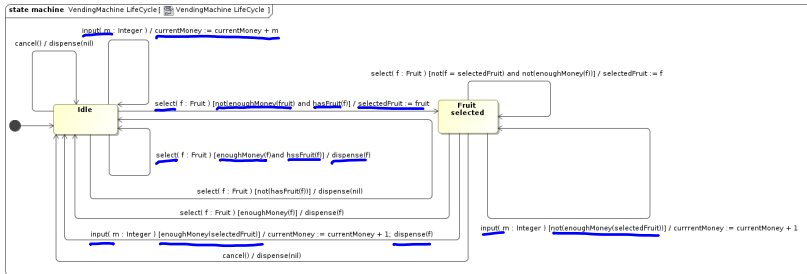 state machine VendingMachine LifeCycle [ VendingMachine LifeCycle ]
input( m : Integer ) / currentMoney := currentMoney + m
cancel() / dispense(nil)
select( f : Fruit ) [not(f = selectedFruit) and not(enoughMoney(f))] / selectedFruit := f
Idle
select( f : Fruit ) [not(enoughMoney(fruit) and hasFruit(f)] / selectedFruit := fruit
Fruit
selected
select( f : Fruit ) [enoughMoney(f)and hssFruit(f)] / dispense(f)
select( f : Fruit ) [not(hasFruit(f))] / dispense(nil)
select( f : Fruit ) [enoughMoney(f)] / dispense(f)
input( m : Integer ) [not(enoughMoney(selectedFruit))] / currrentMoney := currentMoney + 1
input( m : Integer ) [enoughMoney(selectedFruit)] / currentMoney := currentMoney + 1; dispense(f)
cancel() / dispense(nil)